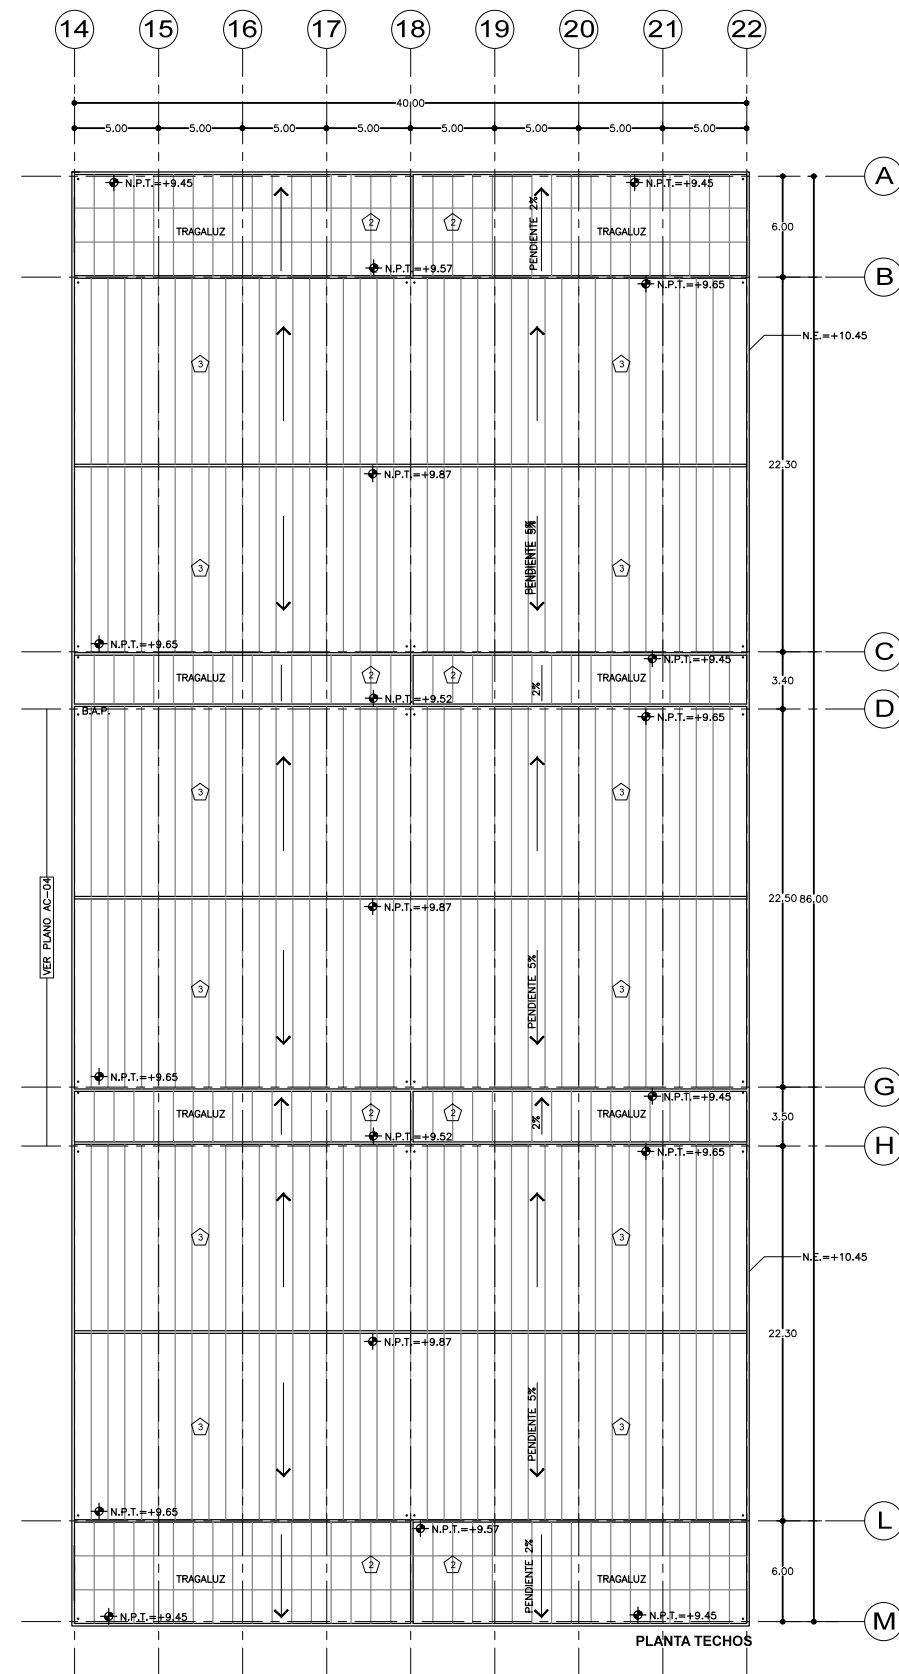 14 15 16 17 18 19 20 21 22
40.00
5.00 5.00 5.00 5.00 5.00 5.00 5.00 5.00
A
N.P.T.=+9.45 N.P.T.=+9.45
2 2
PENDIENTE 2%
6.00
TRAGALUZ TRAGALUZ
N.P.T.=+9.57
B
N.P.T.=+9.65
N.E.=+10.45
3 3
22.30
N.P.T.=+9.87
PENDIENTE 5%
PENDIENTE 5%
3 3
N.P.T.=+9.65
C
N.P.T.=+9.45
TRAGALUZ 2 2 TRAGALUZ
3.40
2%
N.P.T.=+9.52
B.A.P.
D
N.P.T.=+9.65
3 3
VER PLANO AC-04
22.50 86.00
N.P.T.=+9.87
PENDIENTE 5%
3 3
N.P.T.=+9.65
G
N.P.T.=+9.45
TRAGALUZ 2 2 TRAGALUZ
3.50
2%
N.P.T.=+9.52
H
N.P.T.=+9.65
3 3
N.E.=+10.45
22.30
N.P.T.=+9.87
PENDIENTE 5%
3 3
N.P.T.=+9.65
L
N.P.T.=+9.57
2 2
PENDIENTE 2%
6.00
TRAGALUZ TRAGALUZ
N.P.T.=+9.45 N.P.T.=+9.45
M
PLANTA TECHOS